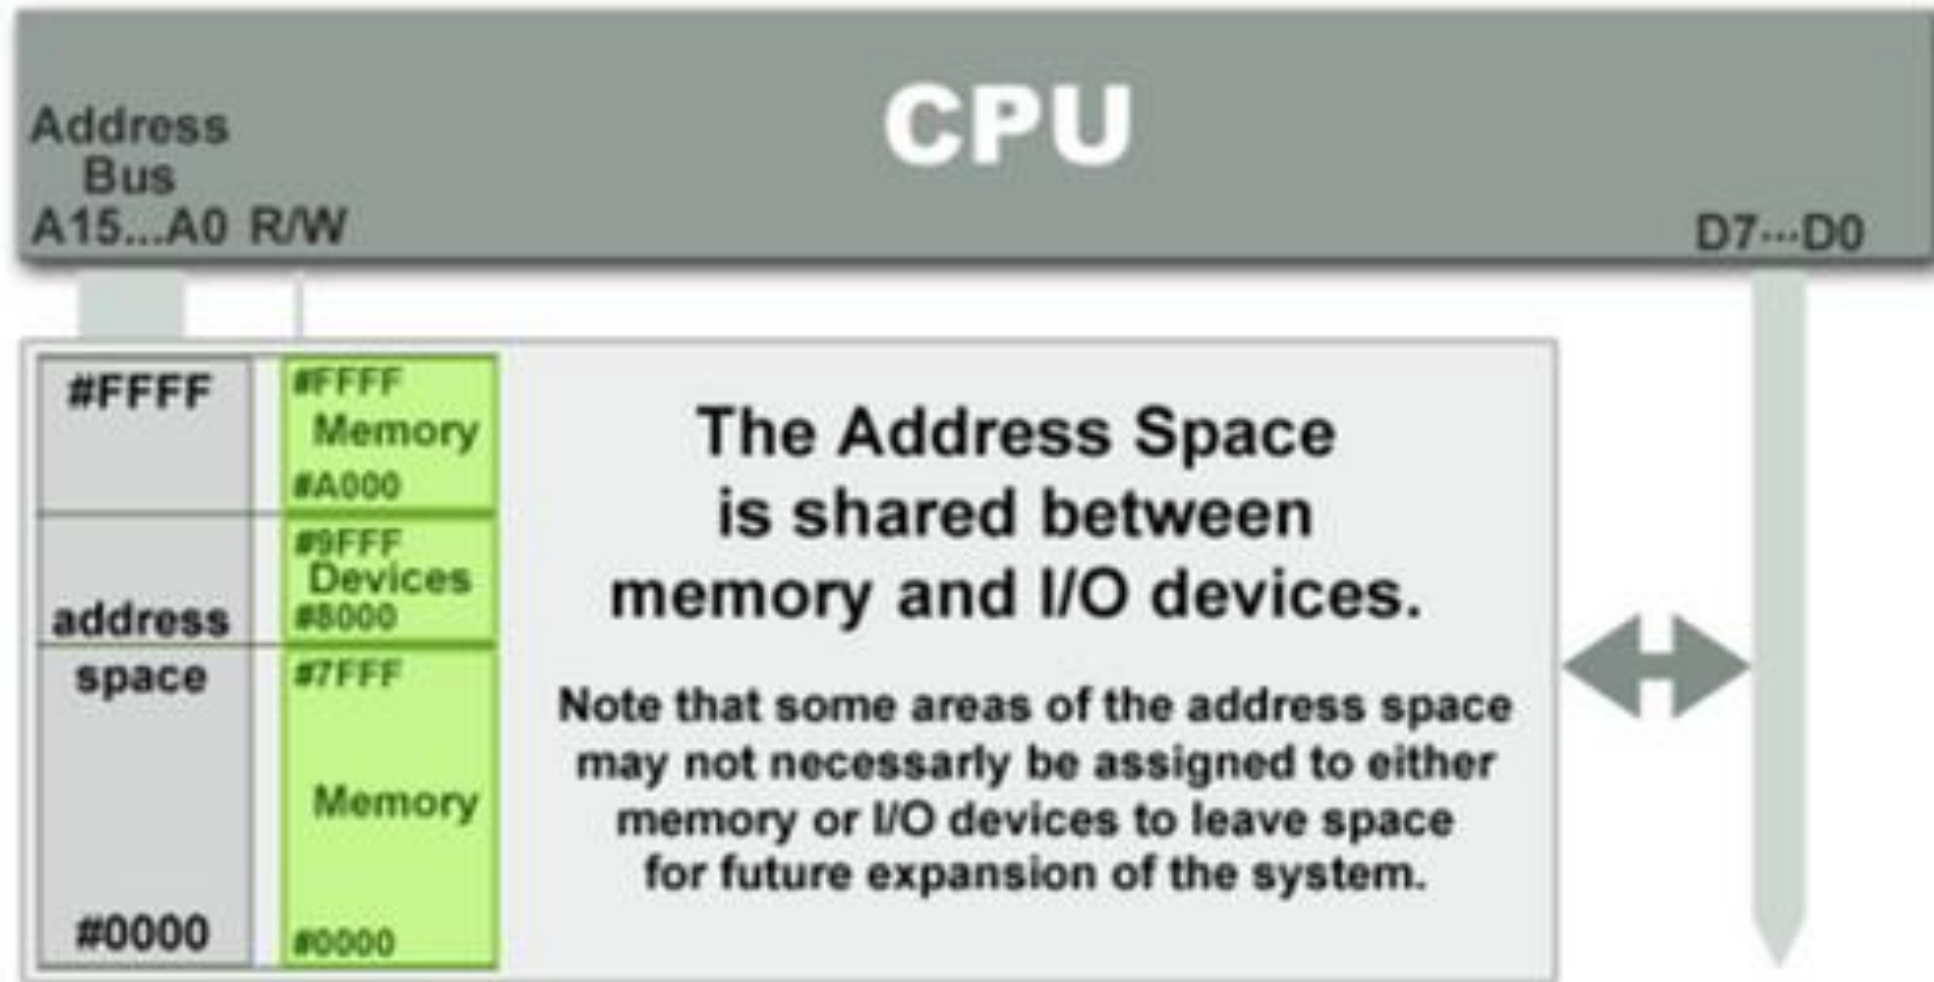 CPU
Address
Bus
A15...A0 R/W
D7...D0
#FFFF
address
space
#0000
#FFFF
Memory
#A000
#9FFF
Devices
#8000
#7FFF
Memory
#0000
The Address Space
is shared between
memory and I/O devices.
Note that some areas of the address space
may not necessarly be assigned to either
memory or I/O devices to leave space
for future expansion of the system.